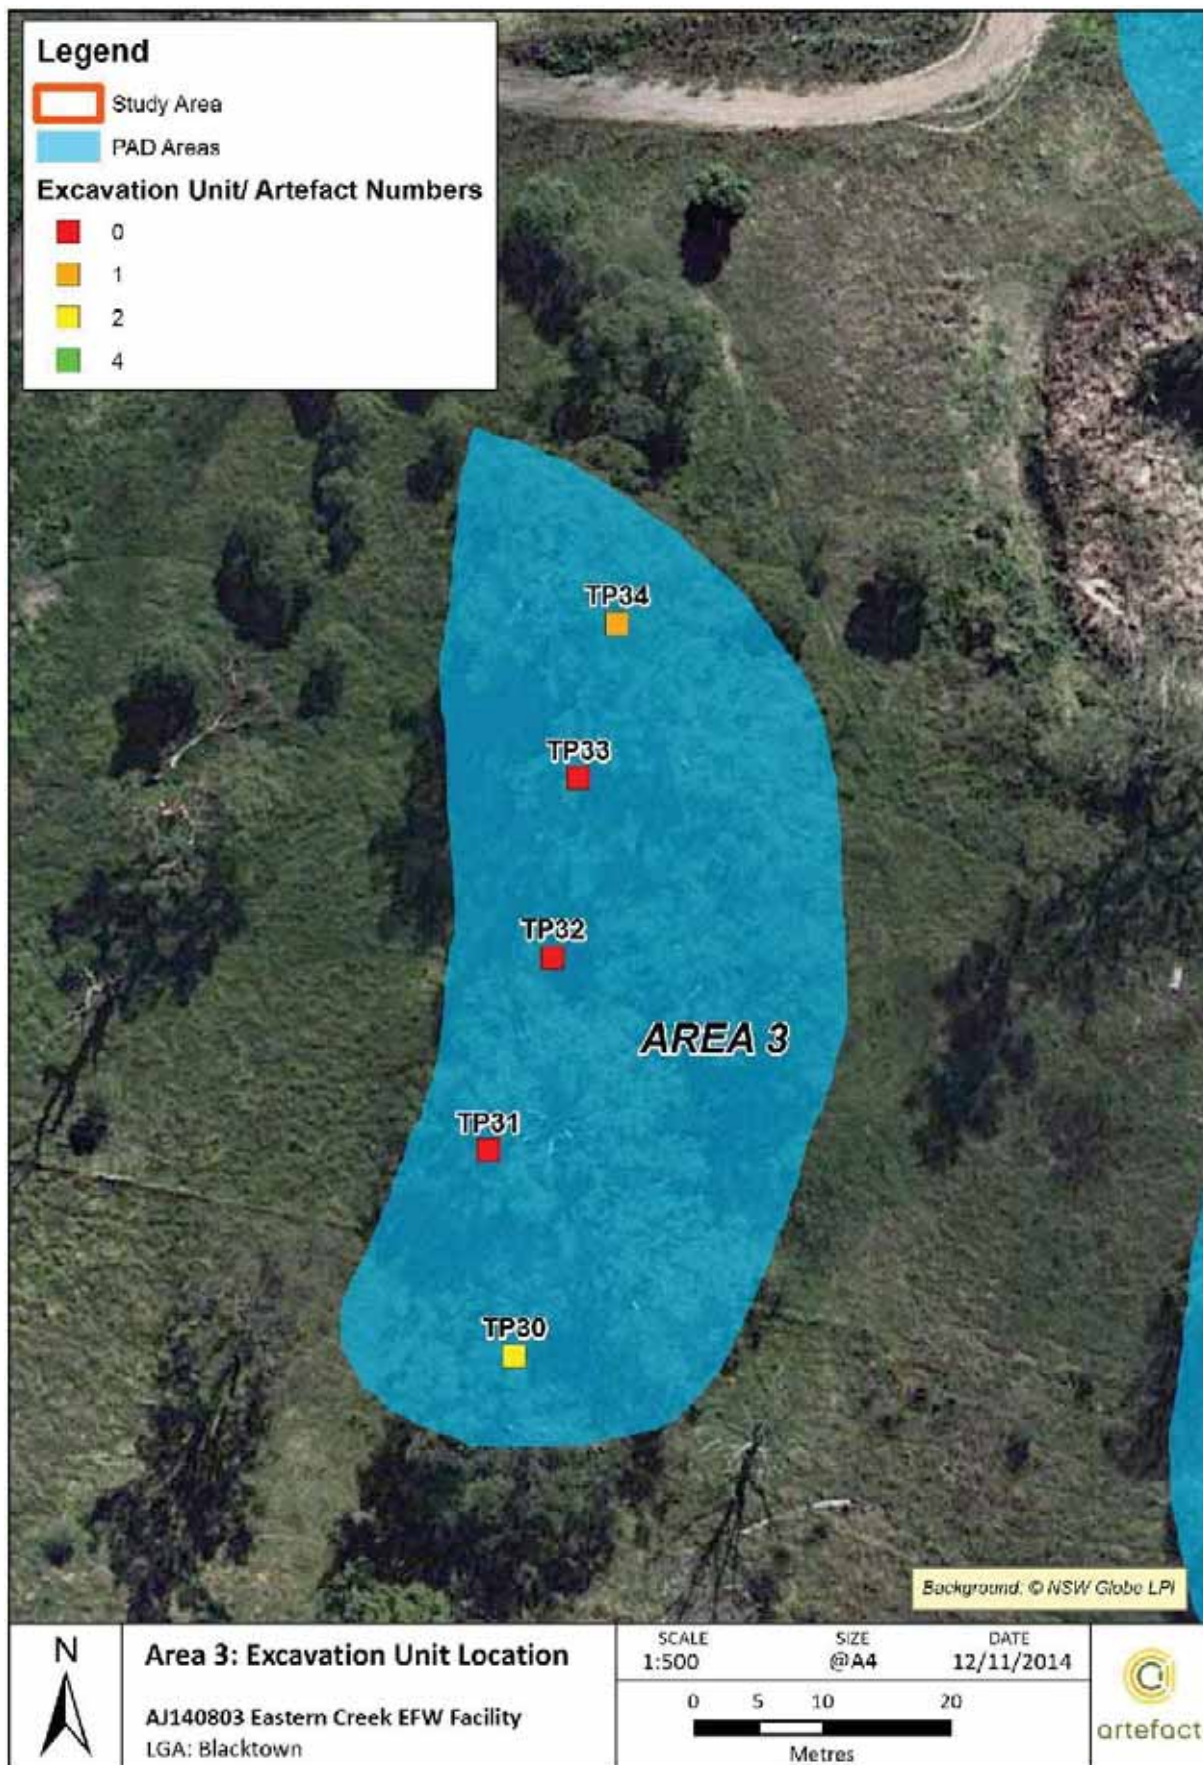 Legend
Study Area
PAD Areas
Excavation Unit/ Artefact Numbers
0
1
2
4
TP34
TP33
TP32
AREA 3
TP31
TP30
Background: © NSW Globe LPI
N
Area 3: Excavation Unit Location
AJ140803 Eastern Creek EFW Facility
LGA: Blacktown
SCALE
1:500
SIZE
@A4
DATE
12/11/2014
0 5 10 20
Metres
artefact